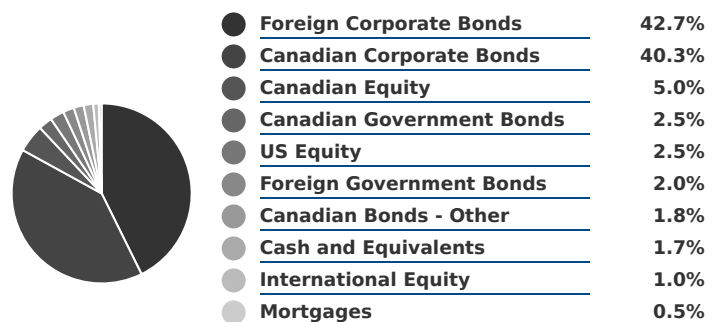 Foreign Corporate Bonds 42.7%
Canadian Corporate Bonds 40.3%
Canadian Equity 5.0%
Canadian Government Bonds 2.5%
US Equity 2.5%
Foreign Government Bonds 2.0%
Canadian Bonds - Other 1.8%
Cash and Equivalents 1.7%
International Equity 1.0%
Mortgages 0.5%